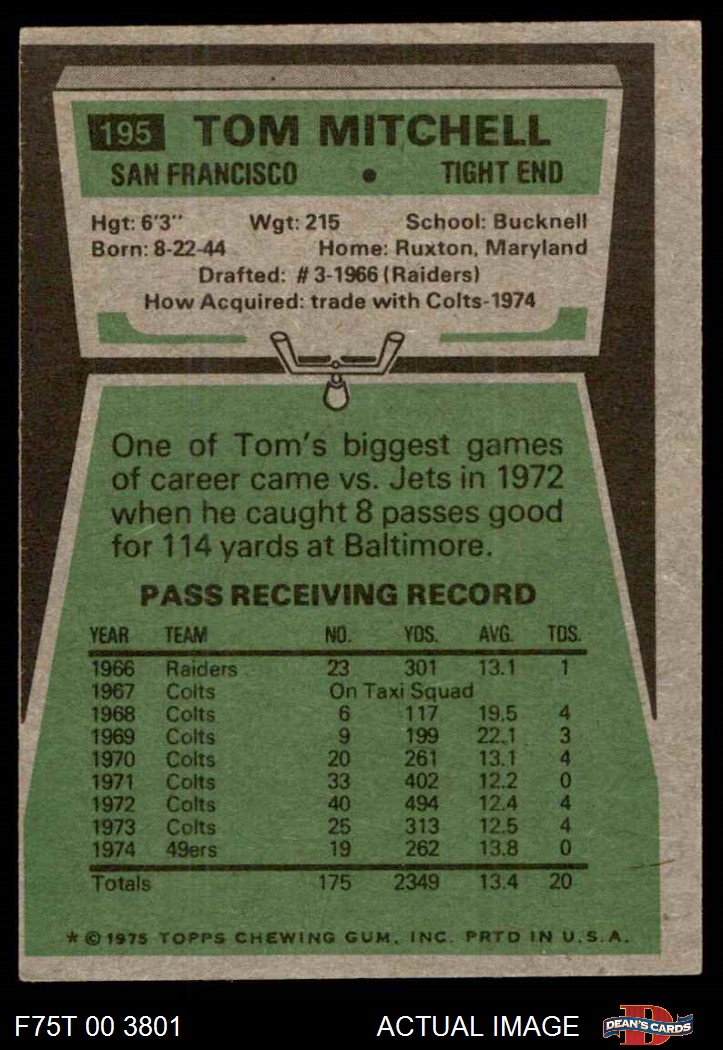 195 TOM MITCHELL
SAN FRANCISCO • TIGHT END
Hgt: 6'3" Wgt: 215 School: Bucknell
Born: 8-22-44 Home: Ruxton, Maryland
Drafted: #3-1966 (Raiders)
How Acquired: trade with Colts-1974
One of Tom's biggest games
of career came vs. Jets in 1972
when he caught 8 passes good
for 114 yards at Baltimore.
PASS RECEIVING RECORD
YEAR TEAM NO. YDS. AVG. TDS.
1966 Raiders 23 301 13.1 1
1967 Colts On Taxi Squad
1968 Colts 6 117 19.5 4
1969 Colts 9 199 22.1 3
1970 Colts 20 261 13.1 4
1971 Colts 33 402 12.2 0
1972 Colts 40 494 12.4 4
1973 Colts 25 313 12.5 4
1974 49ers 19 262 13.8 0
Totals 175 2349 13.4 20
* © 1975 TOPPS CHEWING GUM, INC. PRTD IN U.S.A.
F75T 00 3801 ACTUAL IMAGE D DEAN'S CARDS